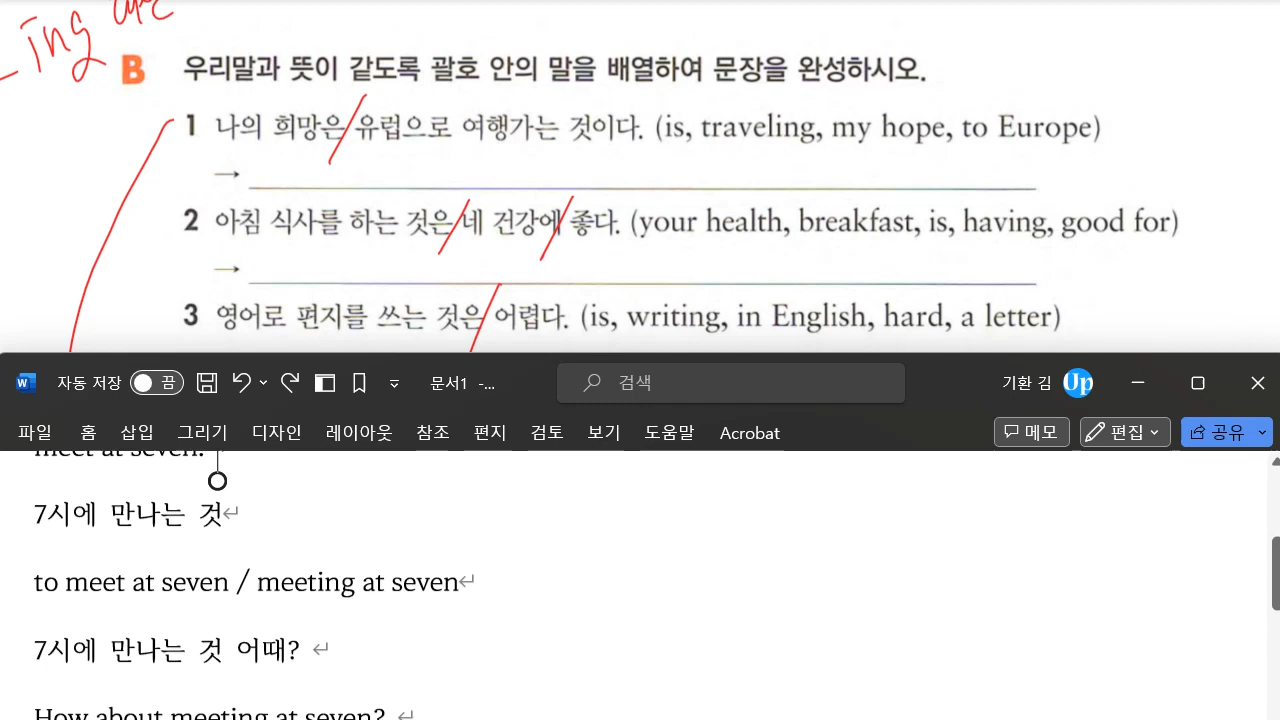 -ing
B 우리말과 뜻이 같도록 괄호 안의 말을 배열하여 문장을 완성하시오.
1 나의 희망은 유럽으로 여행가는 것이다. (is, traveling, my hope, to Europe)
→
2 아침 식사를 하는 것은 네 건강에 좋다. (your health, breakfast, is, having, good for)
→
3 영어로 편지를 쓰는 것은 어렵다. (is, writing, in English, hard, a letter)
자동 저장 끔 문서1 -... 검색 기환 김 Up
파일 홈 삽입 그리기 디자인 레이아웃 참조 편지 검토 보기 도움말 Acrobat 메모 편집 공유
meet at seven.
7시에 만나는 것
to meet at seven / meeting at seven
7시에 만나는 것 어때?
How about meeting at seven?